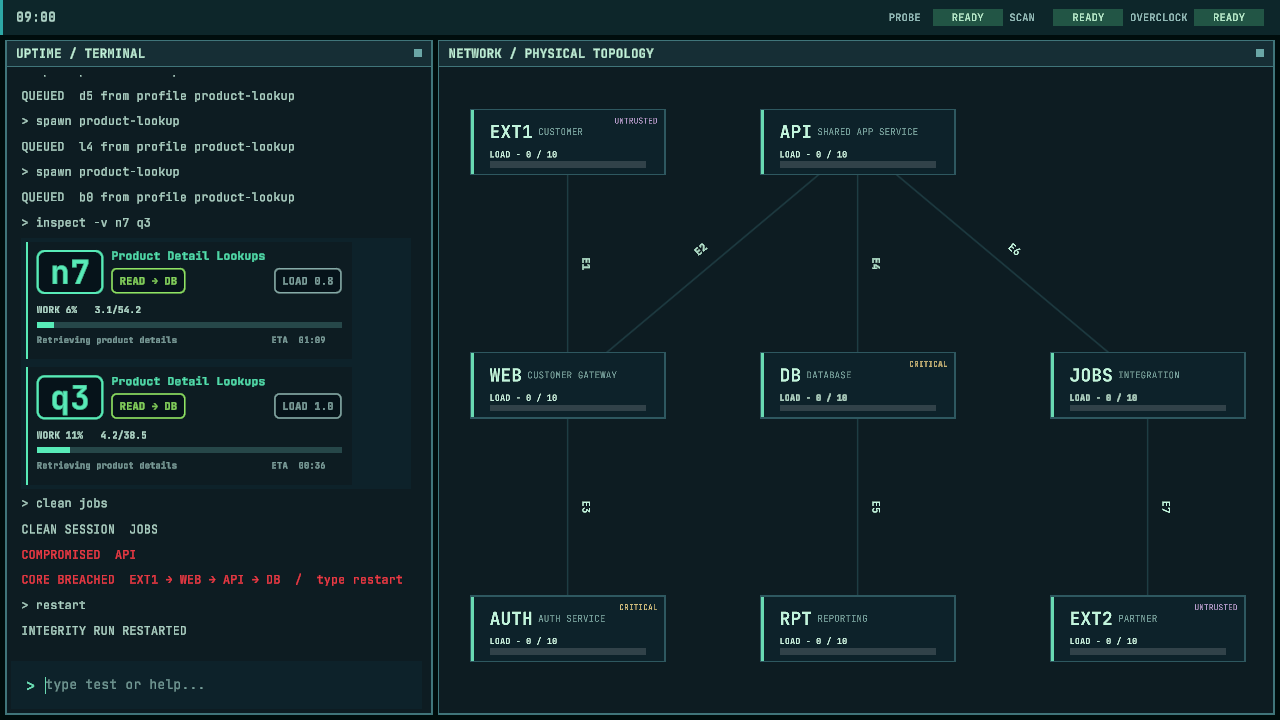 09:00
PROBE READY SCAN READY OVERCLOCK READY
UPTIME / TERMINAL
QUEUED d5 from profile product-lookup
> spawn product-lookup
QUEUED l4 from profile product-lookup
> spawn product-lookup
QUEUED b0 from profile product-lookup
> inspect -v n7 q3
n7
Product Detail Lookups
READ → DB
LOAD 0.8
WORK 6% 3.1/54.2
Retrieving product details ETA 01:09
q3
Product Detail Lookups
READ → DB
LOAD 1.0
WORK 11% 4.2/38.5
Retrieving product details ETA 00:36
> clean jobs
CLEAN SESSION JOBS
COMPROMISED API
CORE BREACHED EXT1 → WEB → API → DB / type restart
> restart
INTEGRITY RUN RESTARTED
> type test or help...
NETWORK / PHYSICAL TOPOLOGY
UNTRUSTED
EXT1 CUSTOMER
LOAD - 0 / 10
API SHARED APP SERVICE
LOAD - 0 / 10
E1
E2
E4
E6
WEB CUSTOMER GATEWAY
LOAD - 0 / 10
CRITICAL
DB DATABASE
LOAD - 0 / 10
JOBS INTEGRATION
LOAD - 0 / 10
E3
E5
E7
CRITICAL
AUTH AUTH SERVICE
LOAD - 0 / 10
RPT REPORTING
LOAD - 0 / 10
UNTRUSTED
EXT2 PARTNER
LOAD - 0 / 10